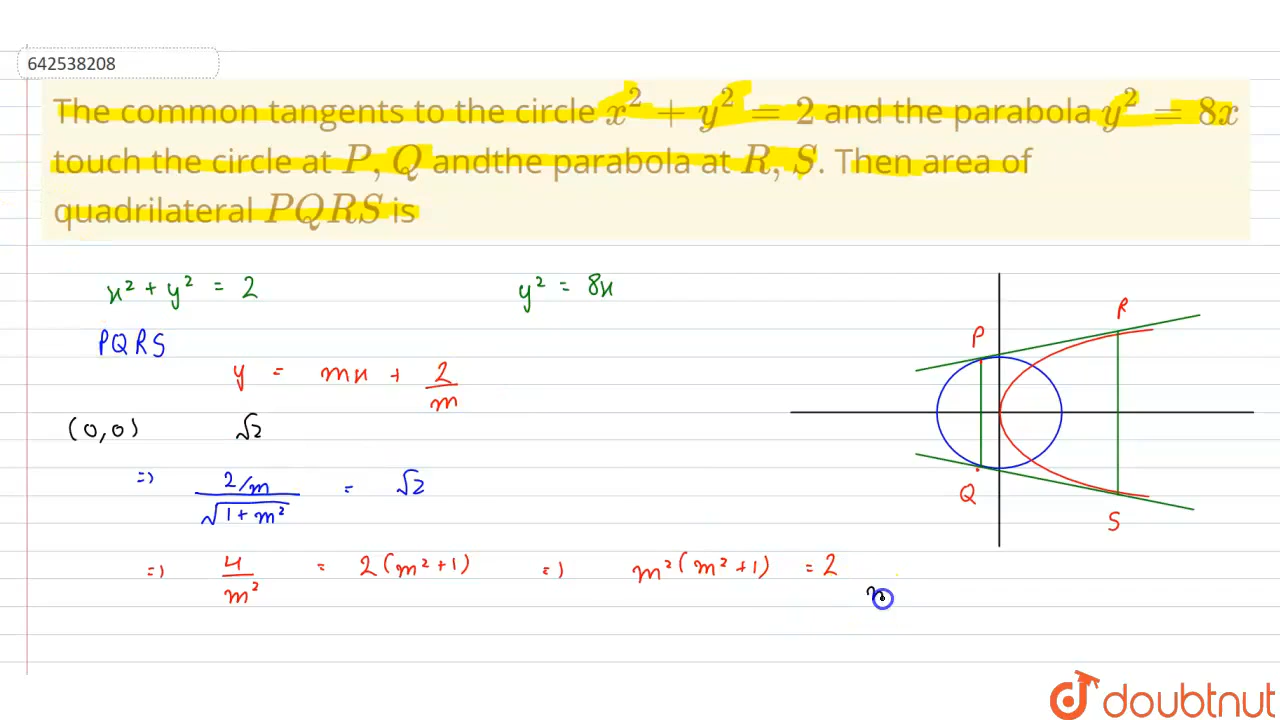 642538208
The common tangents to the circle x² + y² = 2 and the parabola y² = 8x
touch the circle at P, Q andthe parabola at R, S. Then area of
quadrilateral PQRS is
x² + y² = 2
y² = 8x
PQRS
y = mx + 2/m
(0,0) √2
=) (2/m)/√(1+m²) = √2
=) 4/m² = 2(m²+1) =) m²(m²+1) = 2
P
R
Q
S
doubtnut